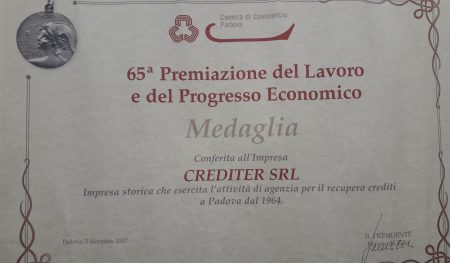 Camera di Commercio
Padova
65ª Premiazione del Lavoro
e del Progresso Economico
Medaglia
Conferita all'Impresa
CREDITER SRL
Impresa storica che esercita l'attività di agenzia per il recupero crediti
a Padova dal 1964.
Padova, 2 dicembre 2017
IL PRESIDENTE
Fernando